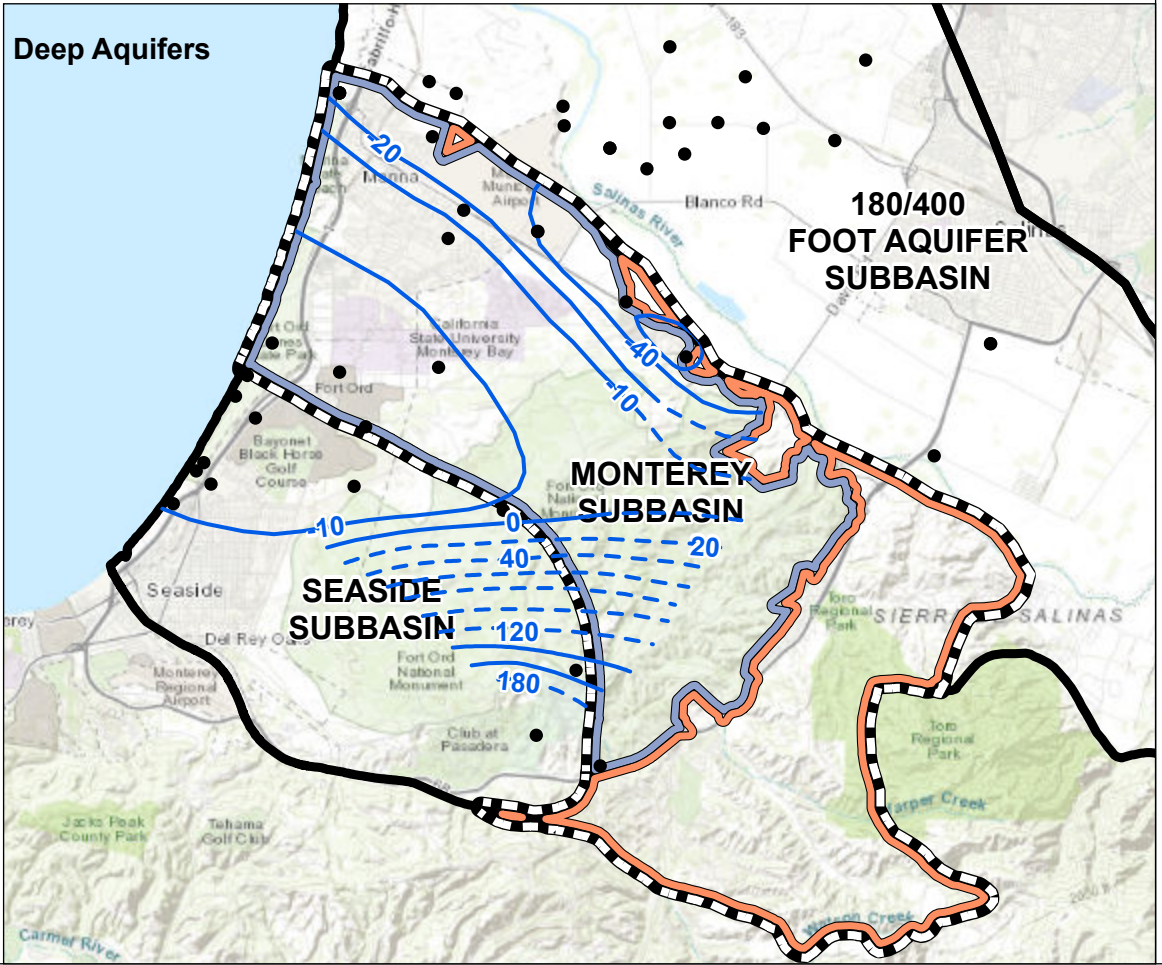 Deep Aquifers
183
-20
Marina
Salinas River
Blanco Rd
180/400
FOOT AQUIFER
SUBBASIN
California
State University
Monterey Bay
-40
Fort Ord
-10
Bayonet
Black Horse
Golf
Course
MONTEREY
SUBBASIN
-10
0
20
40
SEASIDE
SUBBASIN
Seaside
Toro
Regional
Park
SIERRA
SALINAS
120
Del Rey Oaks
Fort Ord
National
Monument
180
Monterey
Regional
Airport
Club at
Pasadera
Toro
Regional
Park
Harper Creek
Jacks Peak
County Park
Tehama
Golf Club
Watson Creek
Carmel River